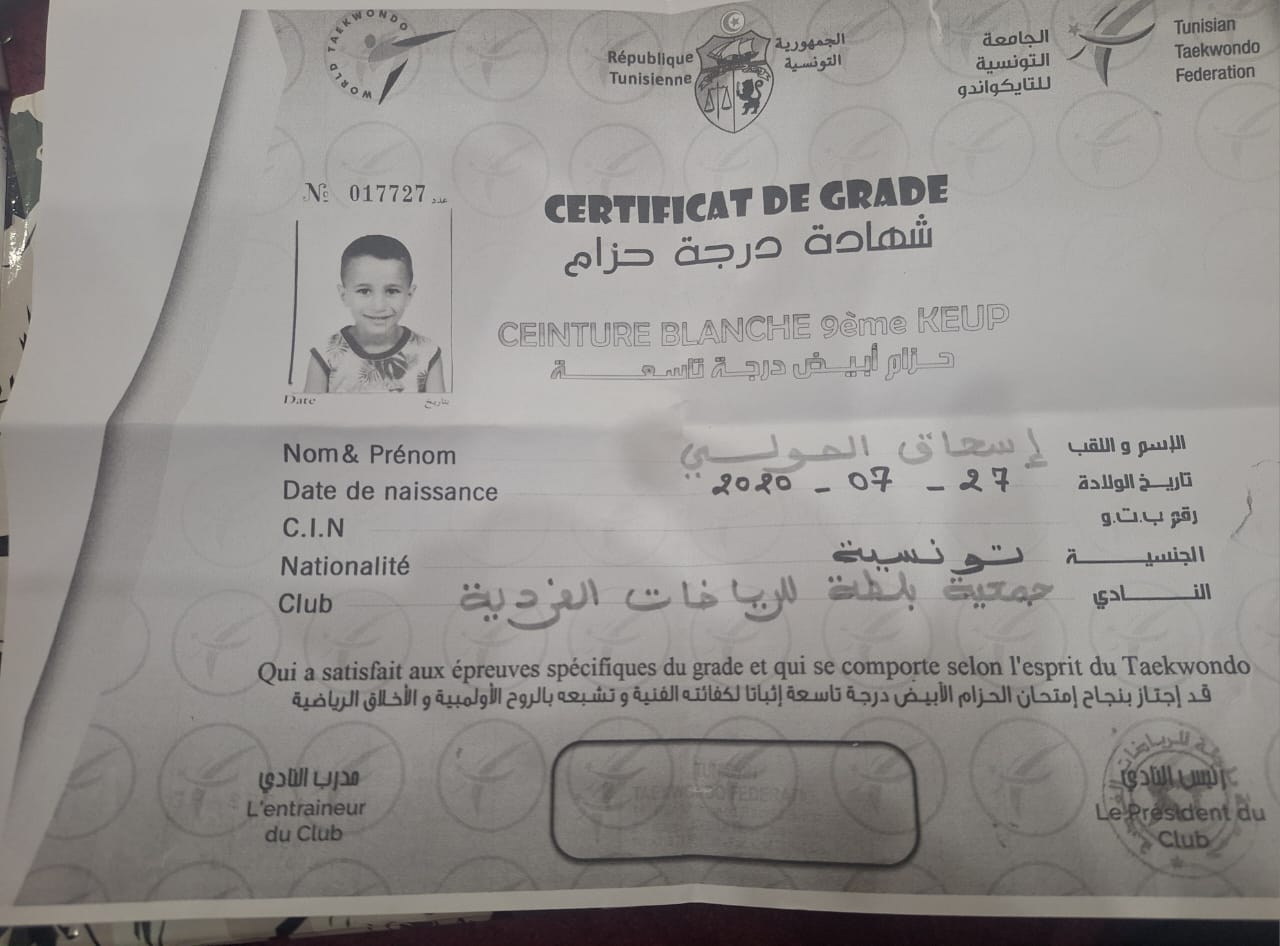 WORLD TAEKWONDO
République Tunisienne
الجمهورية التونسية
الجامعة التونسية للتايكواندو
Tunisian Taekwondo Federation
№ 017727 عدد
CERTIFICAT DE GRADE
شهادة درجة حزام
CEINTURE BLANCHE 9ème KEUP
حزام أبيض درجة تاسعة
Date بتاريخ
Nom& Prénom إسحاق العولي الإسم و اللقب
Date de naissance 2020 - 07 - 27 تاريخ الولادة
C.I.N رقم ب.ت.و
Nationalité تونسية الجنسية
Club جمعية بلطة للرياضات الفردية النادي
Qui a satisfait aux épreuves spécifiques du grade et qui se comporte selon l'esprit du Taekwondo
قد إجتاز بنجاح إمتحان الحزام الأبيض درجة تاسعة إثباتا لكفائته الفنية و تشبعه بالروح الأولمبية و الأخلاق الرياضية
مدرب النادي
L'entraineur
du Club
TAEKWONDO FEDERATI
رئيس النادي
Le Président du
Club